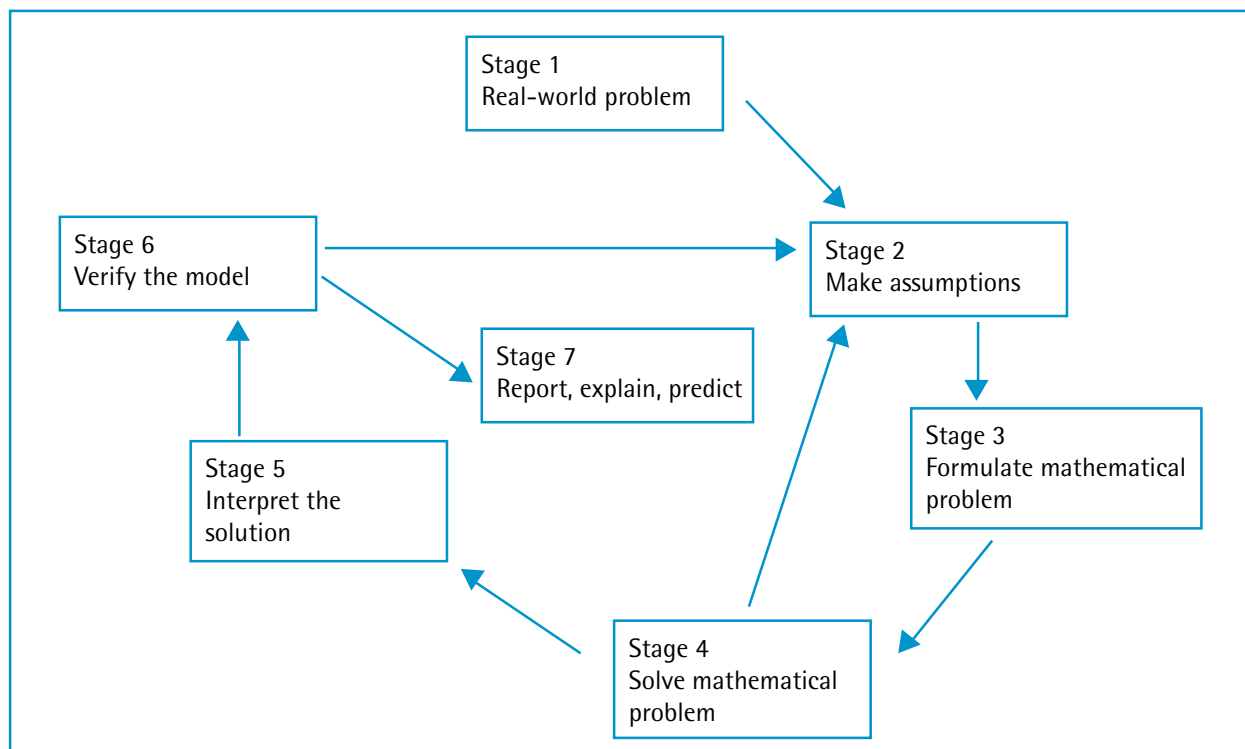 Stage 1
Real-world problem
Stage 6
Verify the model
Stage 2
Make assumptions
Stage 7
Report, explain, predict
Stage 3
Formulate mathematical
problem
Stage 5
Interpret the
solution
Stage 4
Solve mathematical
problem